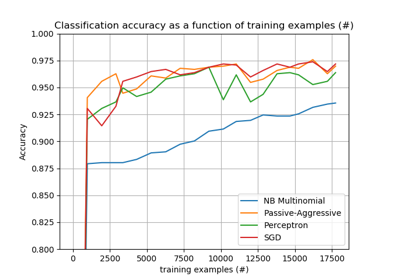 Classification accuracy as a function of training examples (#)
1.000
0.975
0.950
0.925
0.900
0.875
0.850
0.825
0.800
Accuracy
NB Multinomial
Passive-Aggressive
Perceptron
SGD
0 2500 5000 7500 10000 12500 15000 17500
training examples (#)